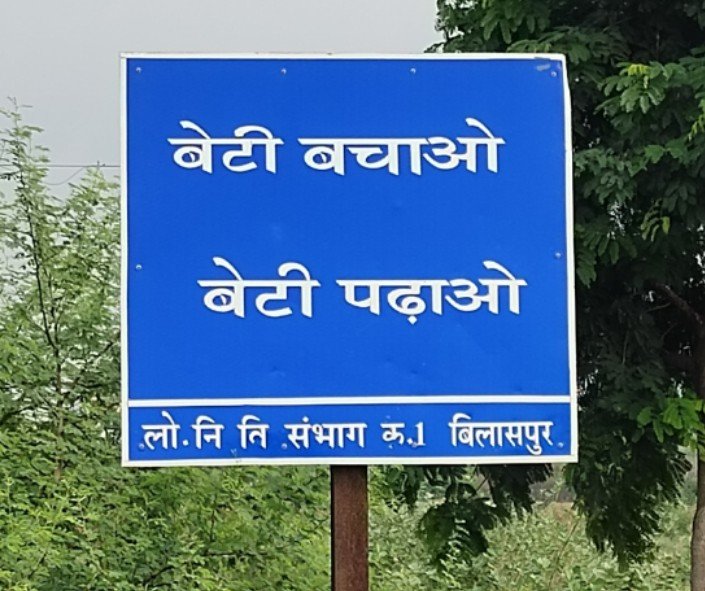 बेटी बचाओ
बेटी पढ़ाओ
लो.नि ति संभाग क.1 बिलासपुर